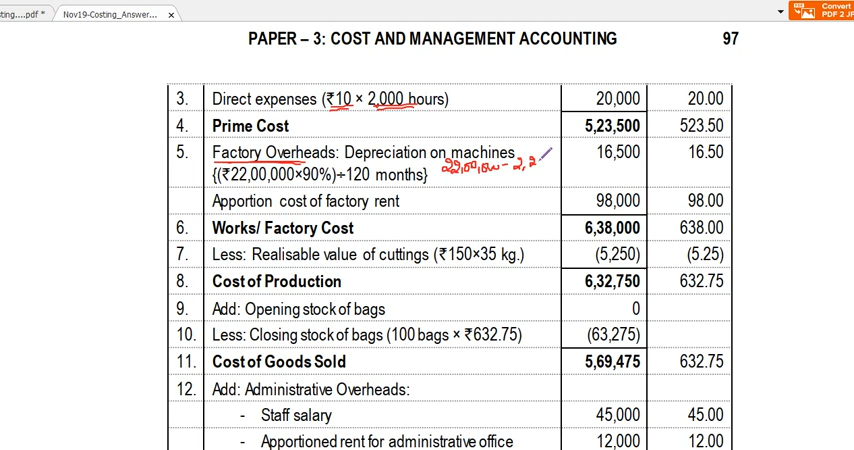 ting....pdf *
Nov19-Costing_Answer... x
Convert
PDF 2 JP
PAPER – 3: COST AND MANAGEMENT ACCOUNTING 97
3. Direct expenses (₹10 × 2,000 hours) 20,000 20.00
4. Prime Cost 5,23,500 523.50
5. Factory Overheads: Depreciation on machines 16,500 16.50
22,00,000 - 2,2
{(₹22,00,000×90%)÷120 months}
Apportion cost of factory rent 98,000 98.00
6. Works/ Factory Cost 6,38,000 638.00
7. Less: Realisable value of cuttings (₹150×35 kg.) (5,250) (5.25)
8. Cost of Production 6,32,750 632.75
9. Add: Opening stock of bags 0
10. Less: Closing stock of bags (100 bags × ₹632.75) (63,275)
11. Cost of Goods Sold 5,69,475 632.75
12. Add: Administrative Overheads:
- Staff salary 45,000 45.00
- Apportioned rent for administrative office 12,000 12.00